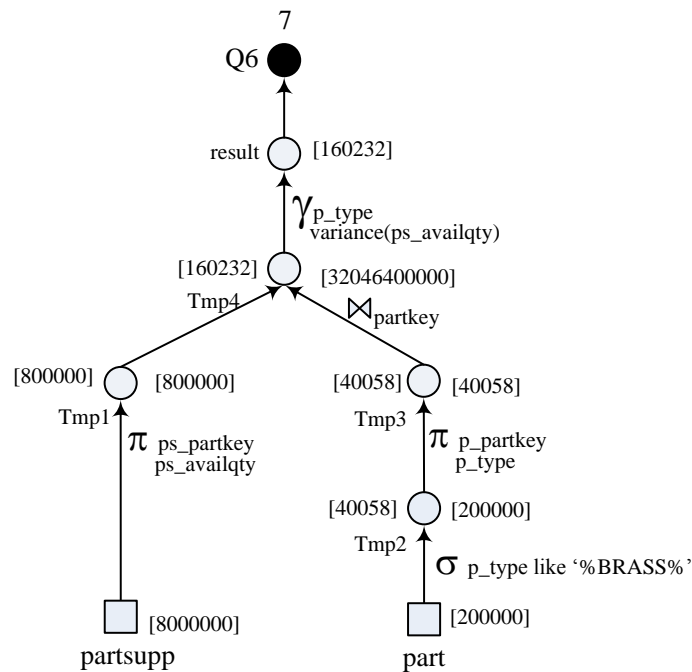 7
Q6
result [160232]
γ p_type
variance(ps_availqty)
[160232] [32046400000]
Tmp4
⋈ partkey
[800000] [800000] [40058] [40058]
Tmp1 Tmp3
π ps_partkey
ps_availqty
π p_partkey
p_type
[40058] [200000]
Tmp2
σ p_type like ‘%BRASS%’
[8000000] [200000]
partsupp part